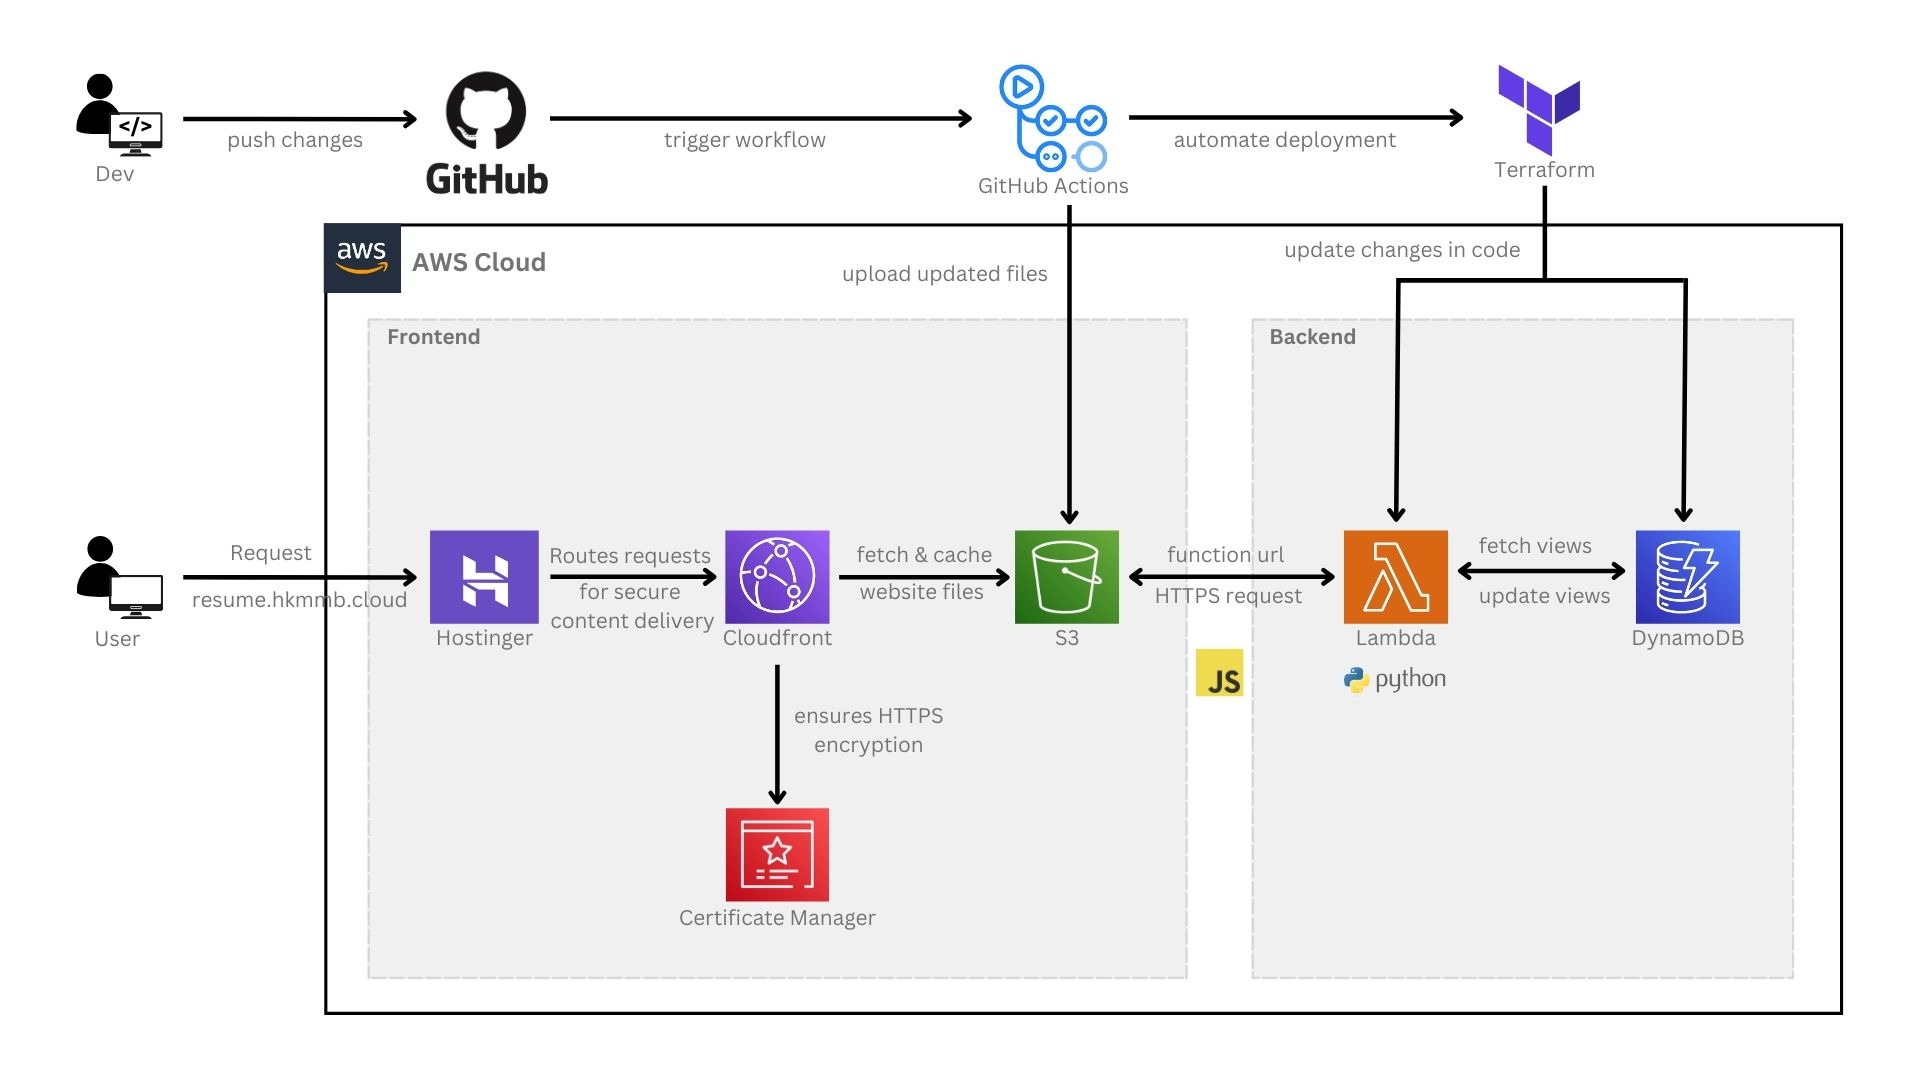 </>
Dev
push changes
GitHub
trigger workflow
GitHub Actions
automate deployment
Terraform
aws
AWS Cloud
upload updated files
update changes in code
Frontend
Backend
User
Request
resume.hkmmb.cloud
Hostinger
Routes requests
for secure
content delivery
Cloudfront
fetch & cache
website files
S3
function url
HTTPS request
JS
Lambda
python
fetch views
update views
DynamoDB
ensures HTTPS
encryption
Certificate Manager